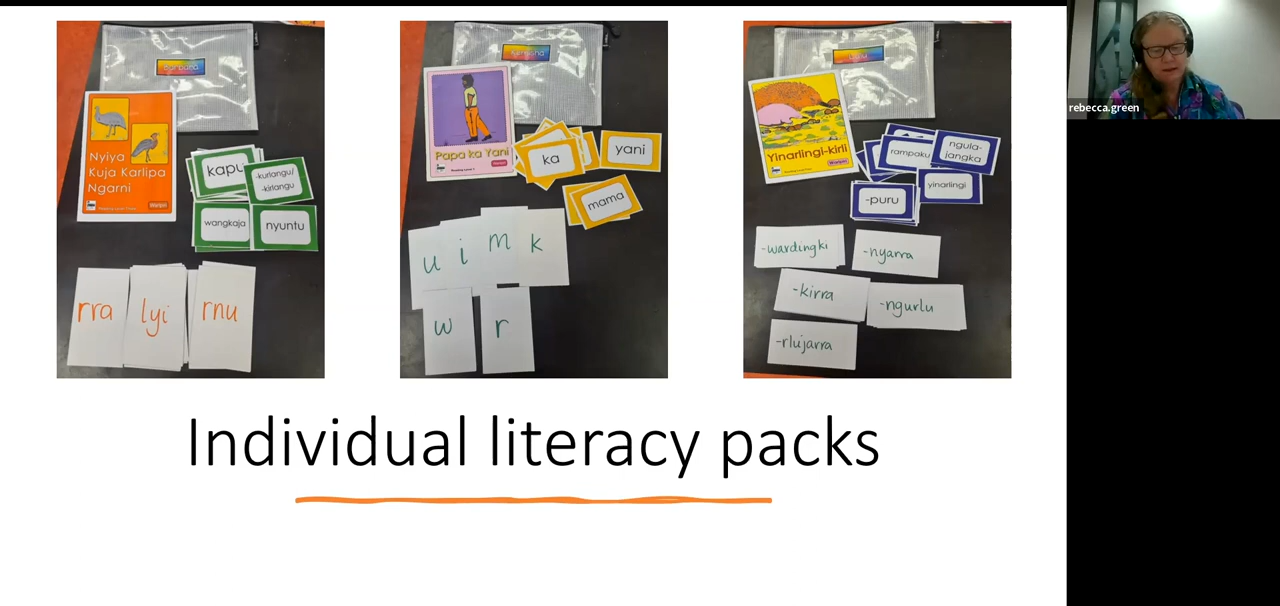 Nyiya
Kuja Karlipa
Ngarni
Warlpiri
kapu
-kurlangu/
-kirlangu
wangkaja
nyuntu
rra
lyi
rnu
Papa ka Yani
ka
yani
mama
u
i
m
k
w
r
Yinarlingi-kirli
rampaku
ngula-
jangka
yinarlingi
-puru
-wardingki
-nyarra
-kirra
-ngurlu
-rlujarra
Individual literacy packs
rebecca.green